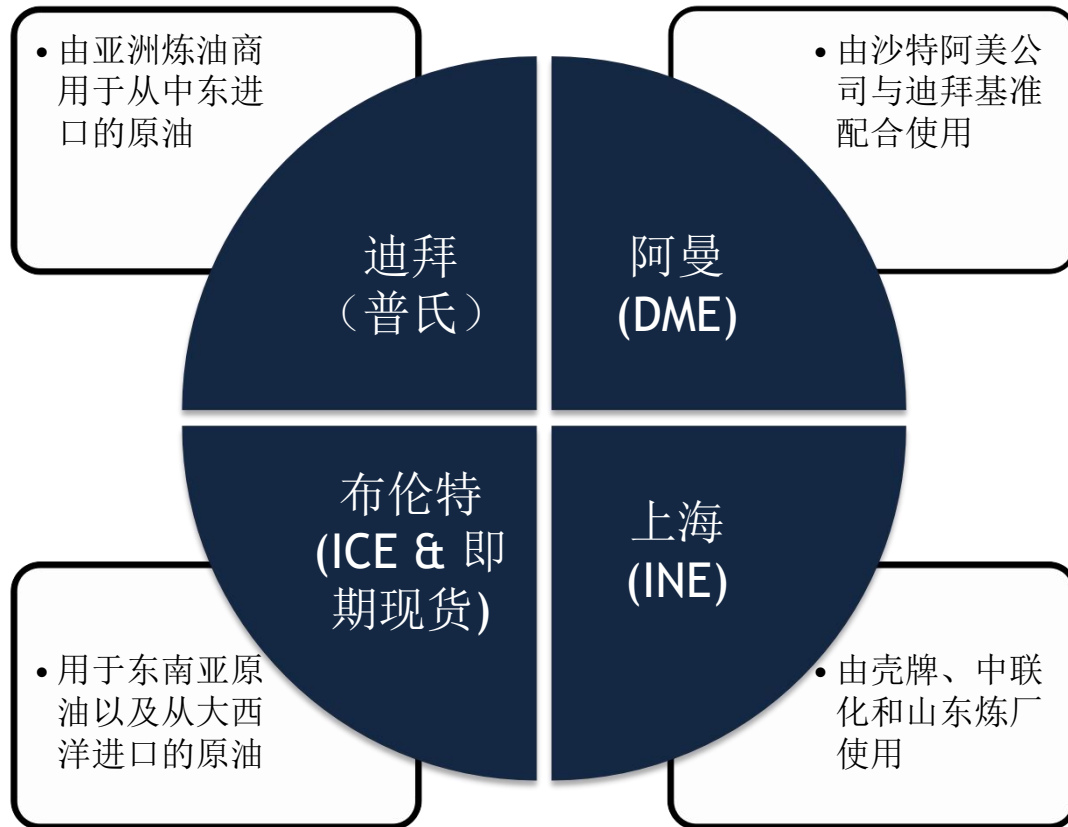 • 由亚洲炼油商
用于从中东进
口的原油
• 由沙特阿美公
司与迪拜基准
配合使用
迪拜
（普氏）
阿曼
(DME)
布伦特
(ICE & 即
期现货)
上海
(INE)
• 用于东南亚原
油以及从大西
洋进口的原油
• 由壳牌、中联
化和山东炼厂
使用